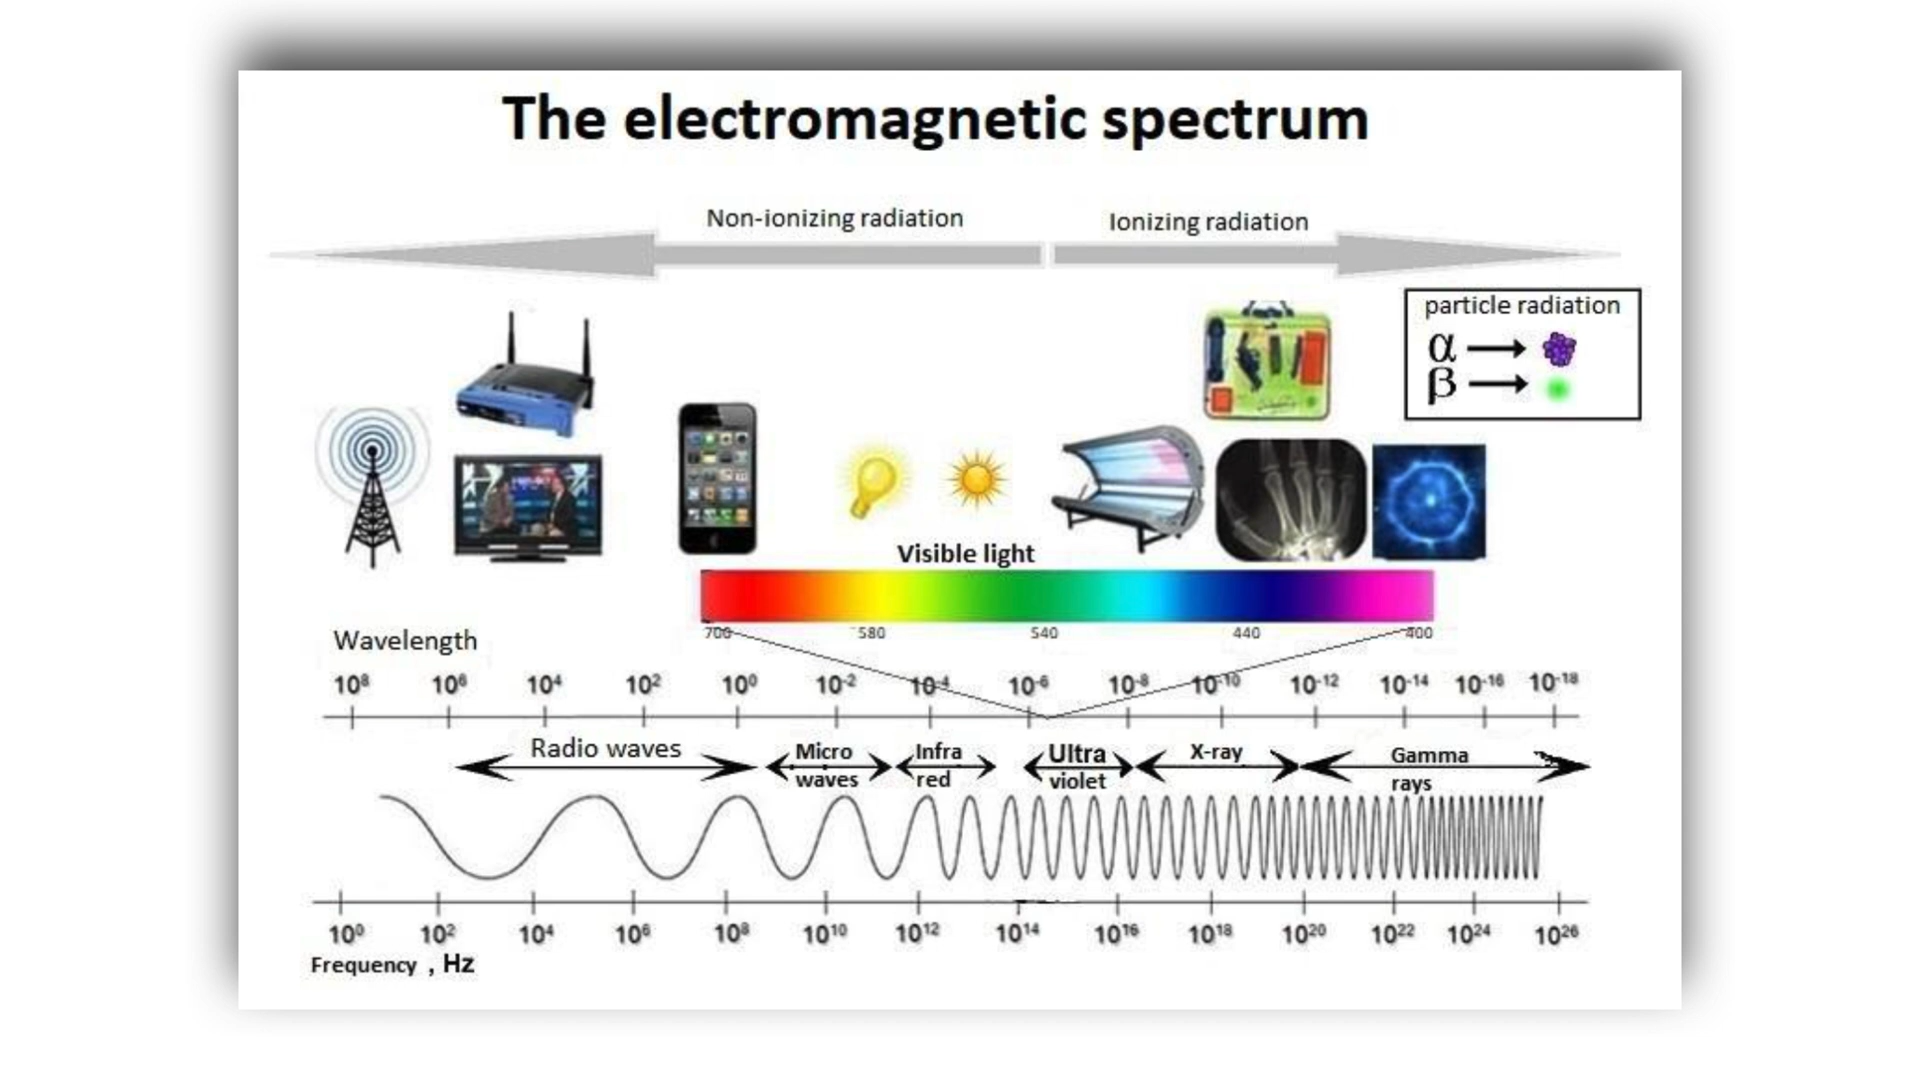 The electromagnetic spectrum
Non-ionizing radiation
Ionizing radiation
particle radiation
α
β
Visible light
700 580 540 440 400
Wavelength
10⁸ 10⁶ 10⁴ 10² 10⁰ 10⁻² 10⁻⁴ 10⁻⁶ 10⁻⁸ 10⁻¹⁰ 10⁻¹² 10⁻¹⁴ 10⁻¹⁶ 10⁻¹⁸
Radio waves
Micro
waves
Infra
red
Ultra
violet
X-ray
Gamma
rays
10⁰ 10² 10⁴ 10⁶ 10⁸ 10¹⁰ 10¹² 10¹⁴ 10¹⁶ 10¹⁸ 10²⁰ 10²² 10²⁴ 10²⁶
Frequency , Hz